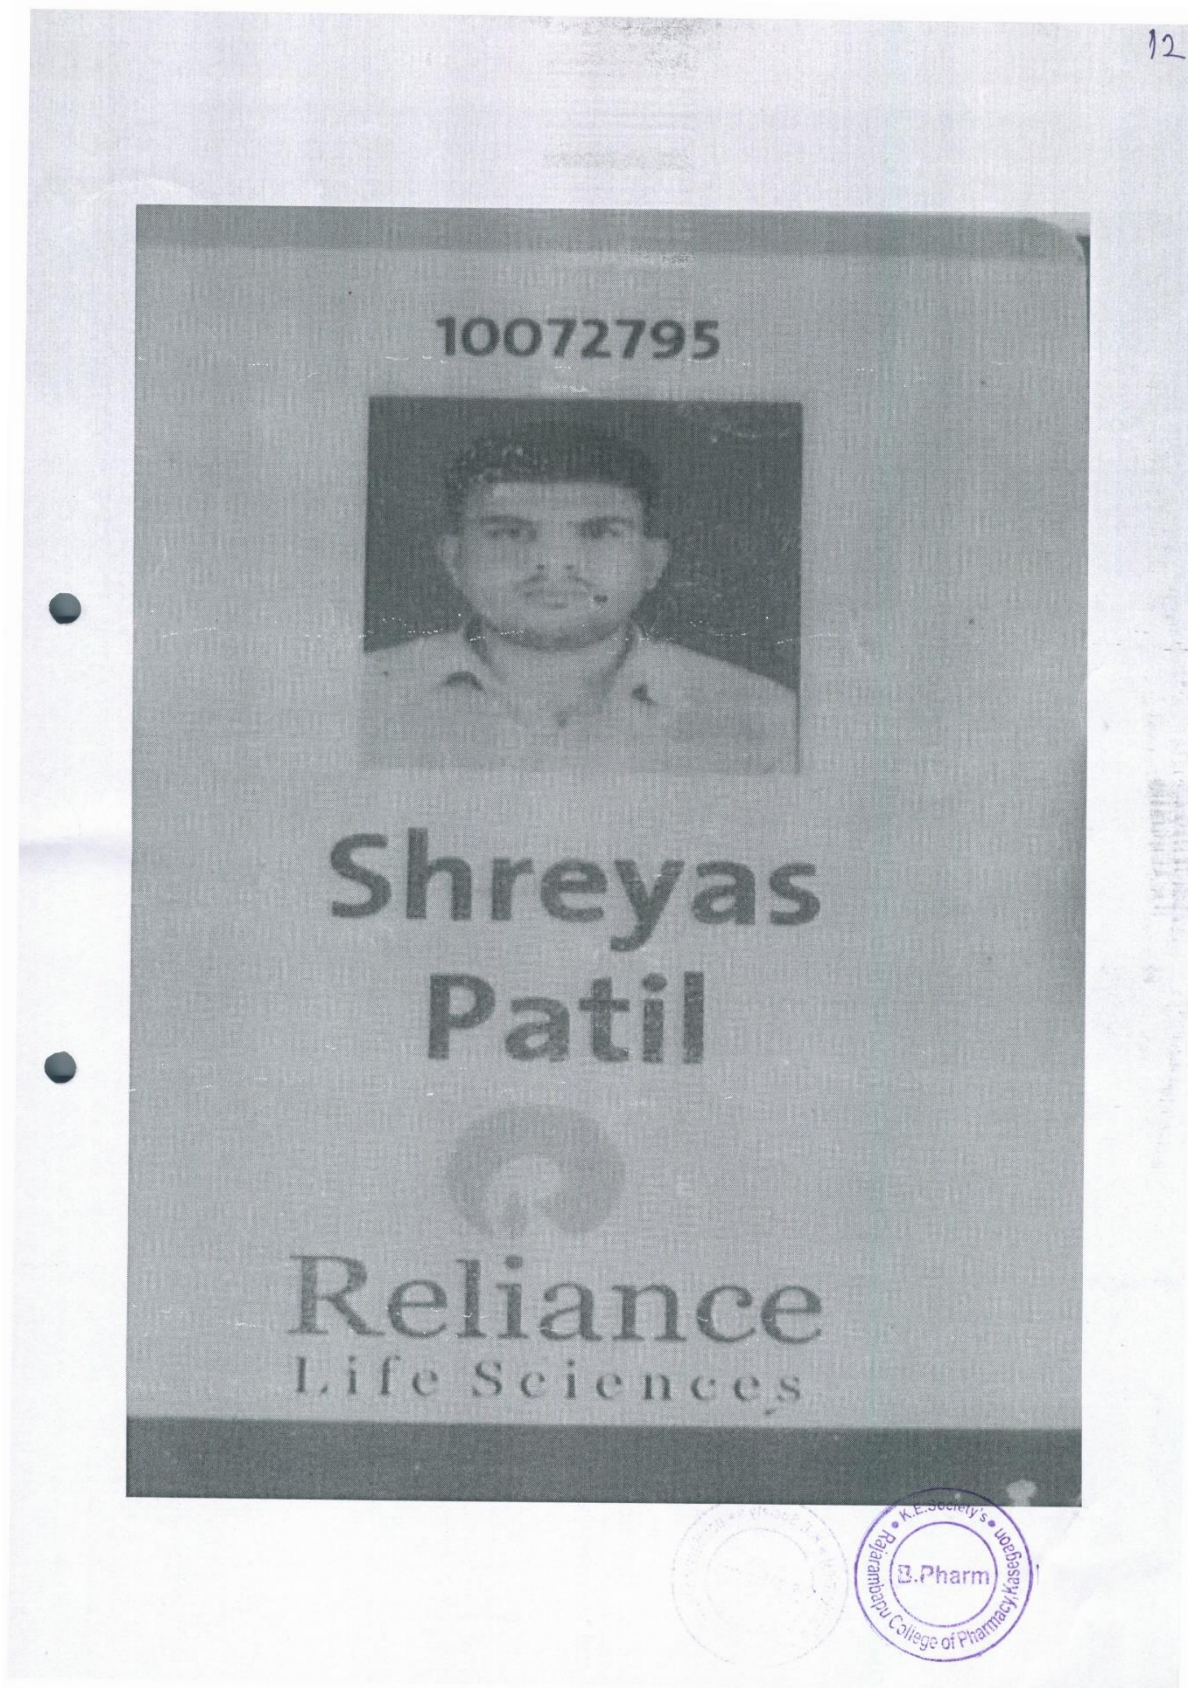 12
10072795
Shreyas
Patil
Reliance
Life Sciences
K.E.Society's
Rajarambapu College of Pharmacy, Kasegaon
B.Pharm